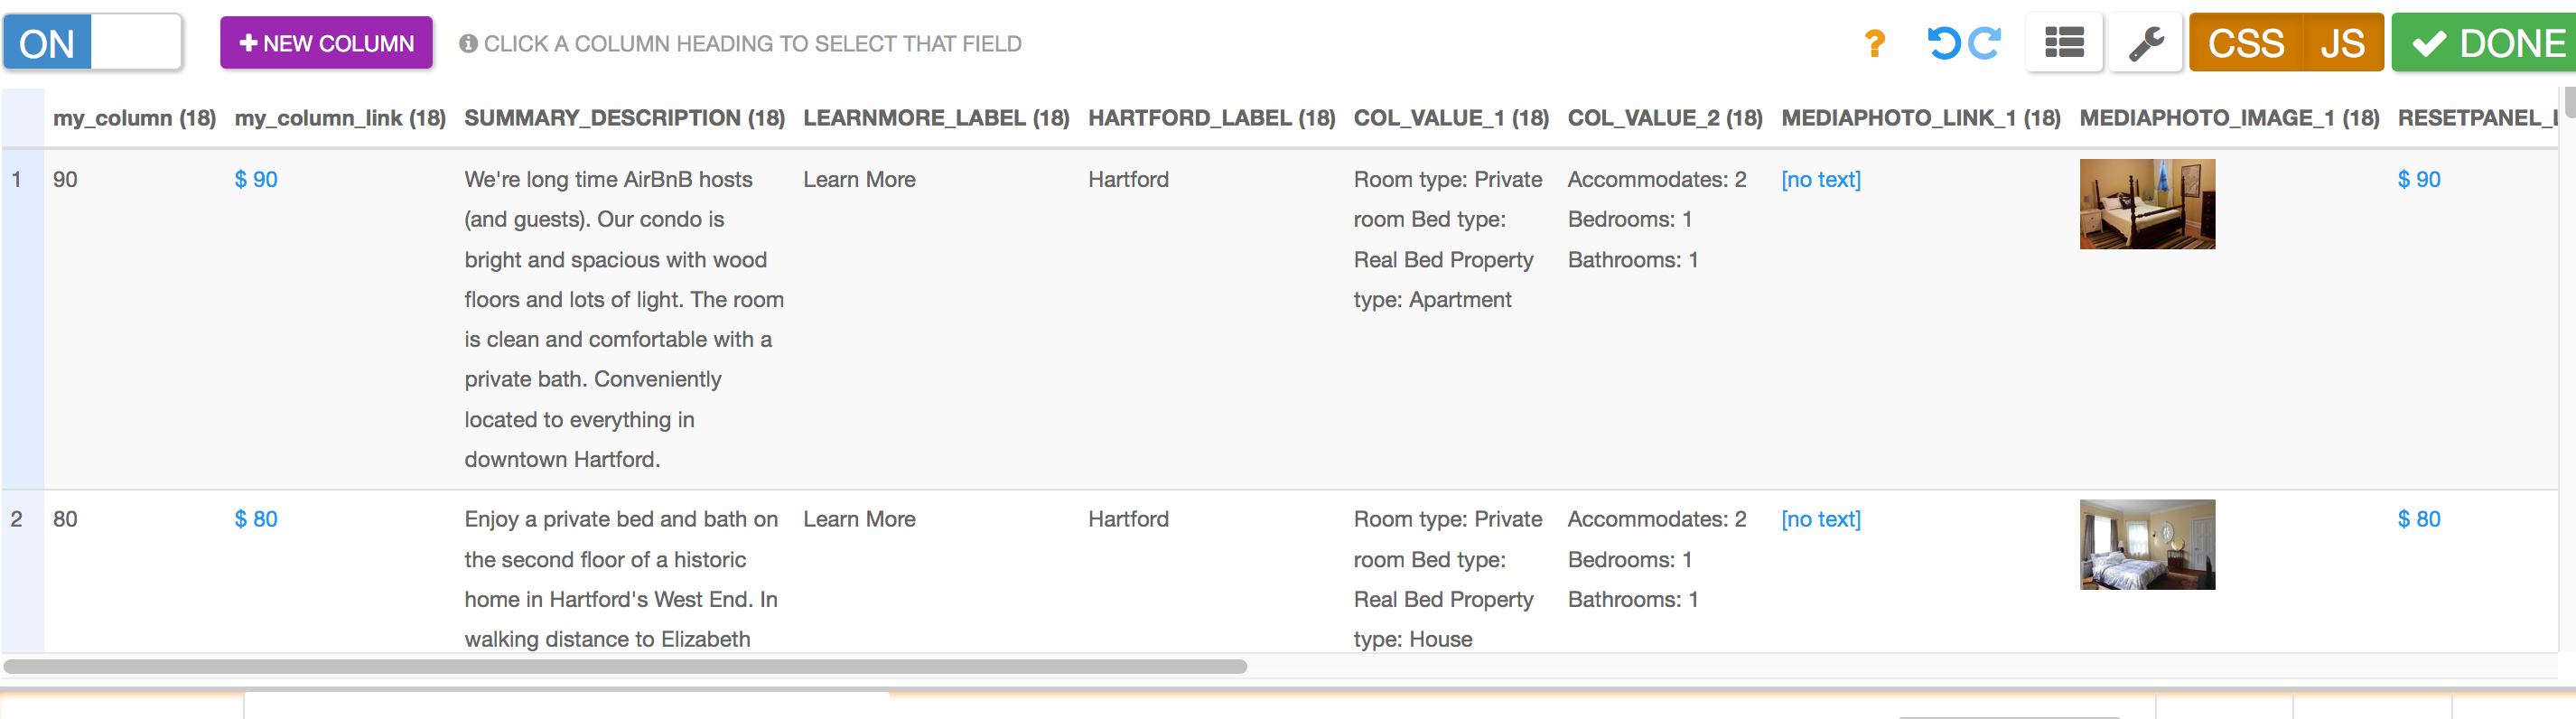 ON
NEW COLUMN
CLICK A COLUMN HEADING TO SELECT THAT FIELD
?
CSS
JS
DONE
my_column (18)
my_column_link (18)
SUMMARY_DESCRIPTION (18)
LEARNMORE_LABEL (18)
HARTFORD_LABEL (18)
COL_VALUE_1 (18)
COL_VALUE_2 (18)
MEDIAPHOTO_LINK_1 (18)
MEDIAPHOTO_IMAGE_1 (18)
RESETPANEL_
1
90
$ 90
We're long time AirBnB hosts
(and guests). Our condo is
bright and spacious with wood
floors and lots of light. The room
is clean and comfortable with a
private bath. Conveniently
located to everything in
downtown Hartford.
Learn More
Hartford
Room type: Private
room Bed type:
Real Bed Property
type: Apartment
Accommodates: 2
Bedrooms: 1
Bathrooms: 1
[no text]
$ 90
2
80
$ 80
Enjoy a private bed and bath on
the second floor of a historic
home in Hartford's West End. In
walking distance to Elizabeth
Learn More
Hartford
Room type: Private
room Bed type:
Real Bed Property
type: House
Accommodates: 2
Bedrooms: 1
Bathrooms: 1
[no text]
$ 80